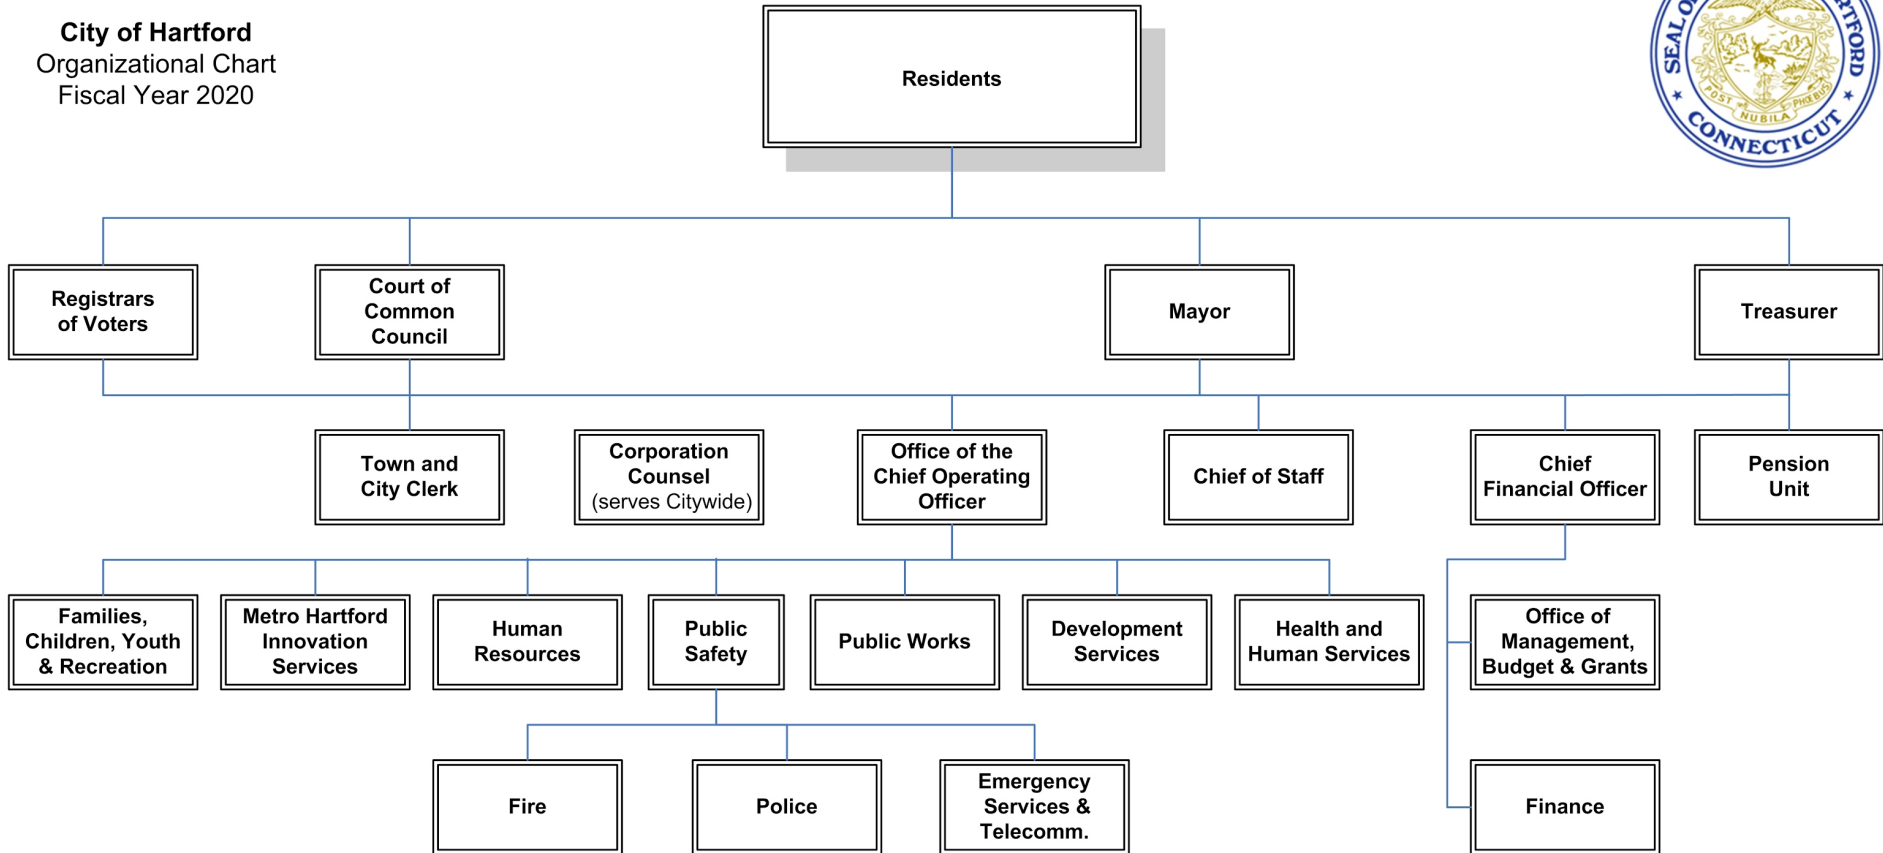 City of Hartford
Organizational Chart
Fiscal Year 2020
Residents
CONNECTICUT
POST
NUBILA
PHŒBUS
Registrars
of Voters
Court of
Common
Council
Mayor
Treasurer
Town and
City Clerk
Corporation
Counsel
(serves Citywide)
Office of the
Chief Operating
Officer
Chief of Staff
Chief
Financial Officer
Pension
Unit
Families,
Children, Youth
& Recreation
Metro Hartford
Innovation
Services
Human
Resources
Public
Safety
Public Works
Development
Services
Health and
Human Services
Office of
Management,
Budget & Grants
Fire
Police
Emergency
Services &
Telecomm.
Finance